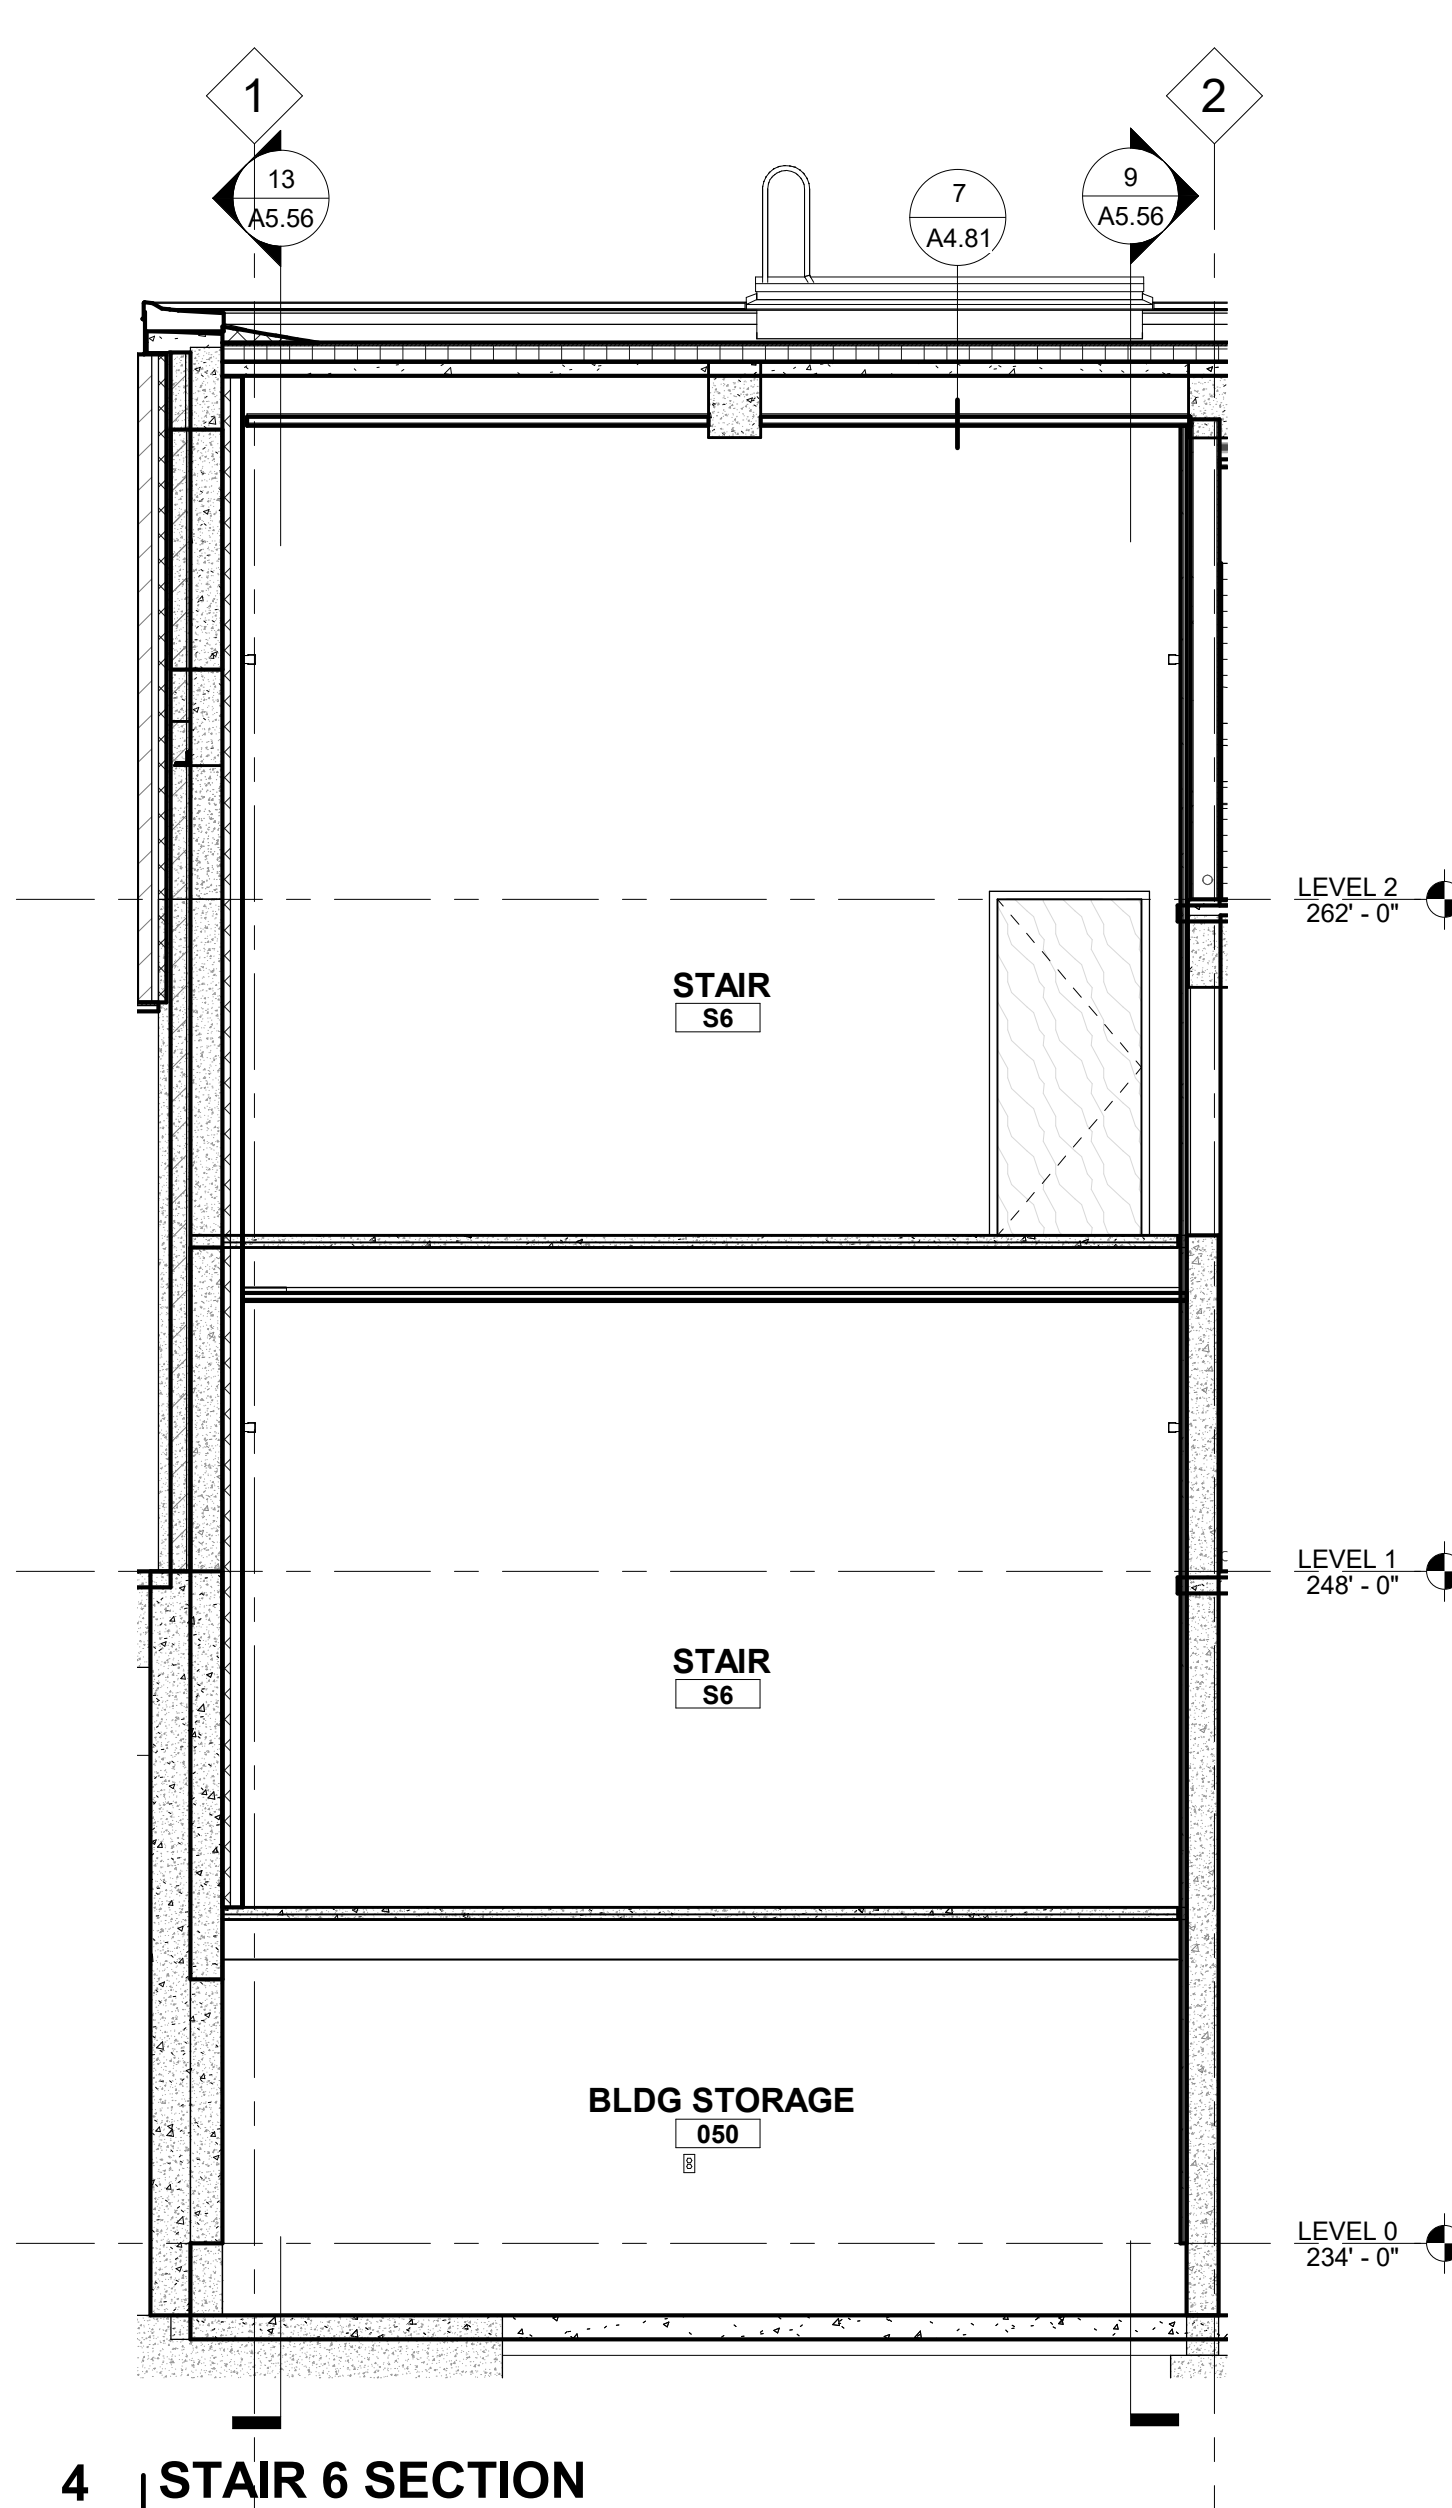 1
2
13
A5.56
7
A4.81
9
A5.56
LEVEL 2
262' - 0"
STAIR
S6
LEVEL 1
248' - 0"
STAIR
S6
BLDG STORAGE
050
LEVEL 0
234' - 0"
4
STAIR 6 SECTION